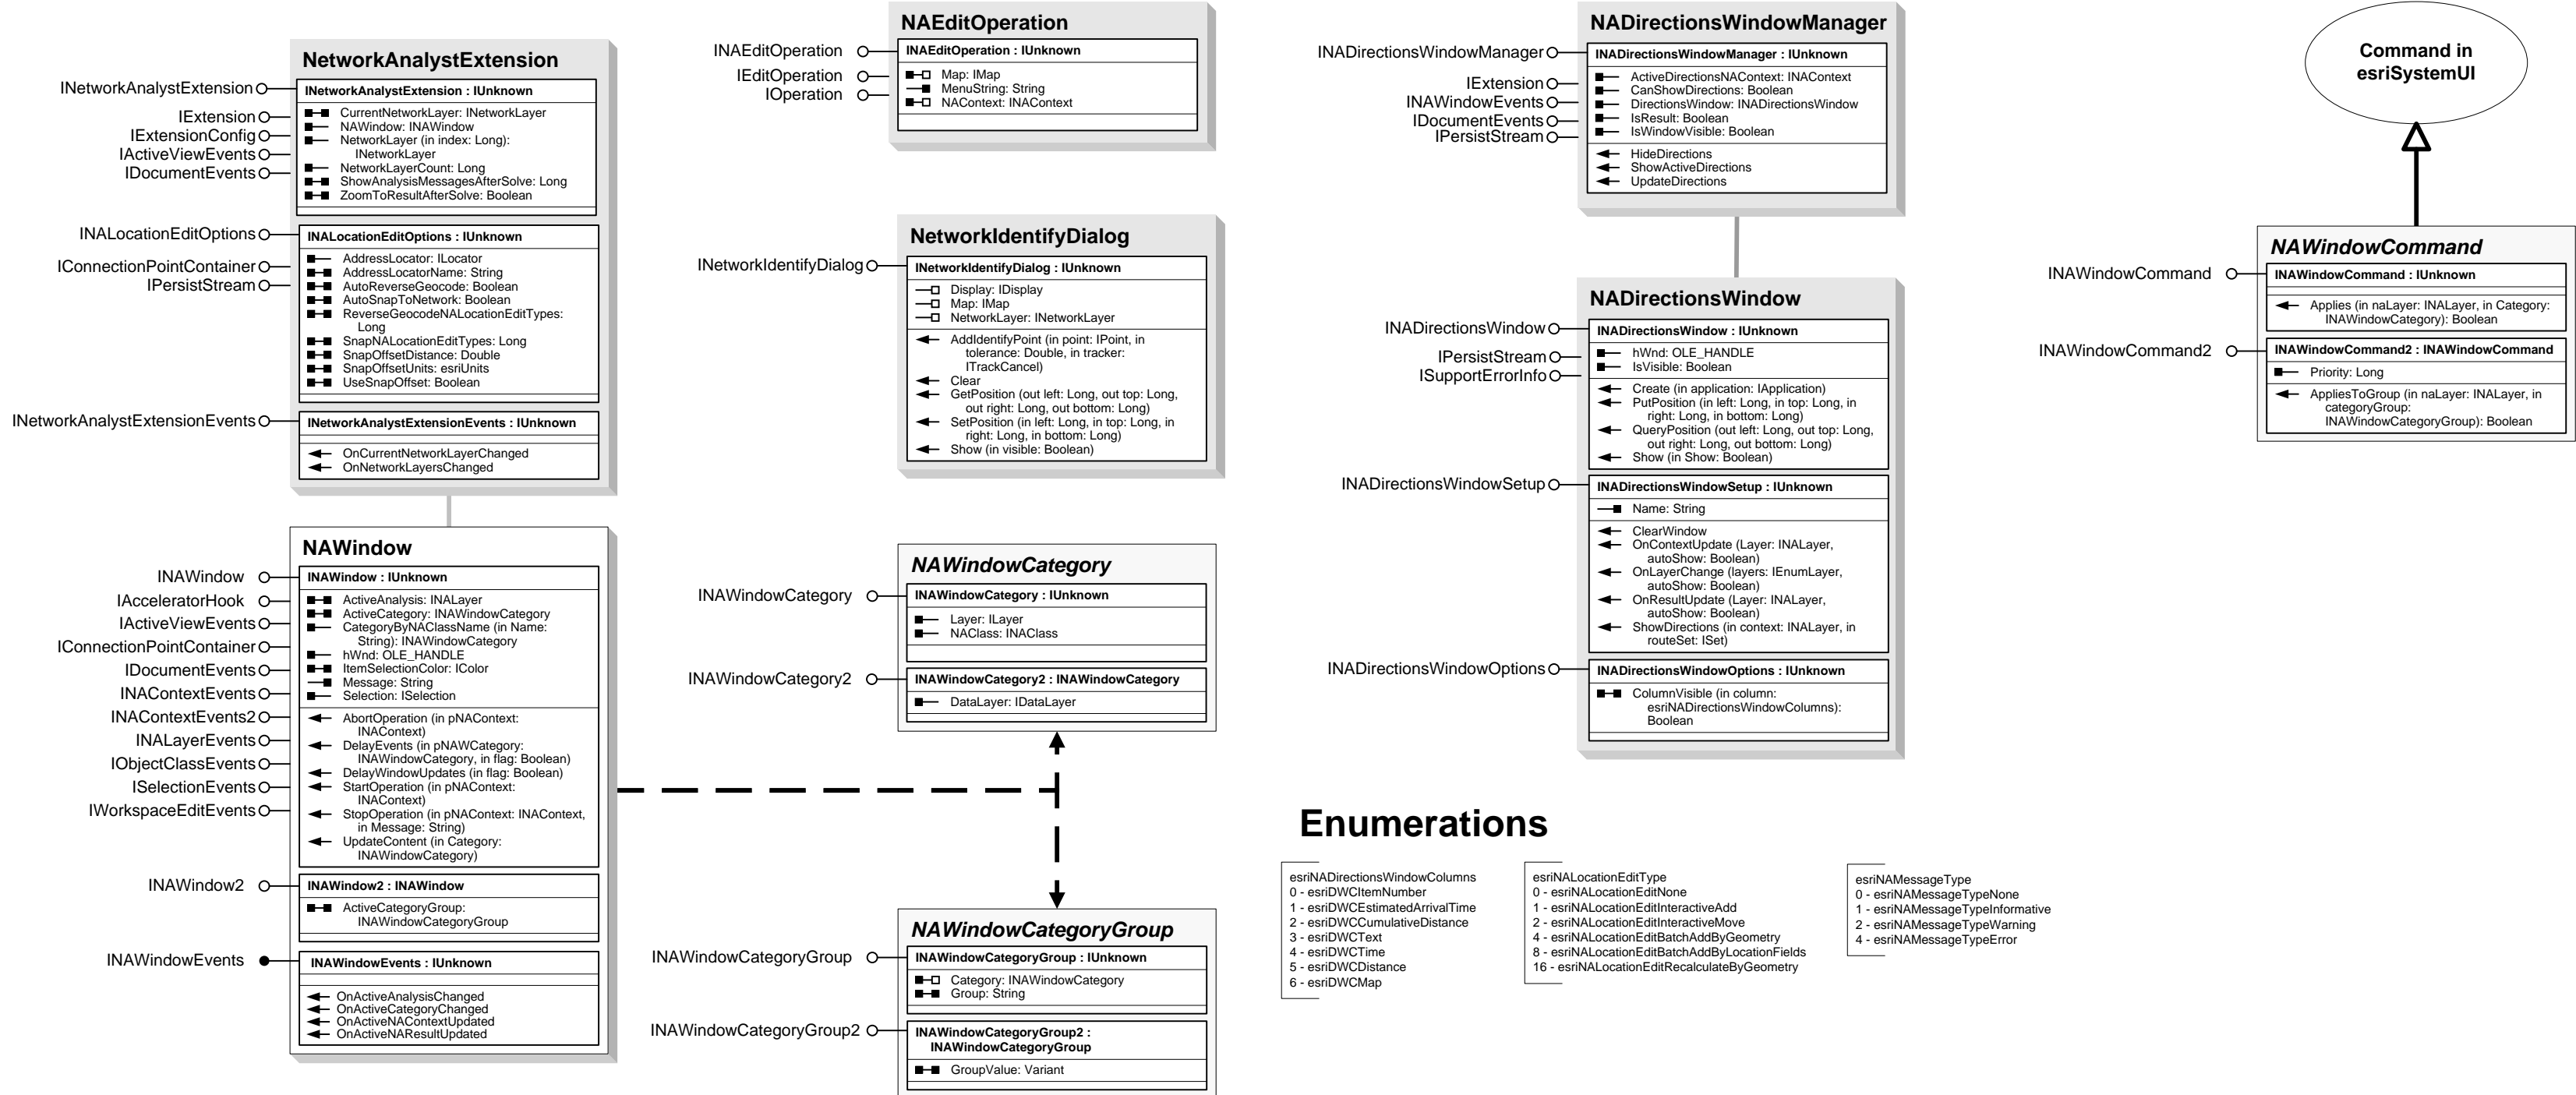 NetworkAnalystExtension
INetworkAnalystExtension
IExtension
IExtensionConfig
IActiveViewEvents
IDocumentEvents
INetworkAnalystExtension : IUnknown
CurrentNetworkLayer: INetworkLayer
NAWindow: INAWindow
NetworkLayer (in index: Long):
INetworkLayer
NetworkLayerCount: Long
ShowAnalysisMessagesAfterSolve: Long
ZoomToResultAfterSolve: Boolean
INALocationEditOptions
IConnectionPointContainer
IPersistStream
INALocationEditOptions : IUnknown
AddressLocator: ILocator
AddressLocatorName: String
AutoReverseGeocode: Boolean
AutoSnapToNetwork: Boolean
ReverseGeocodeNALocationEditTypes:
Long
SnapNALocationEditTypes: Long
SnapOffsetDistance: Double
SnapOffsetUnits: esriUnits
UseSnapOffset: Boolean
INetworkAnalystExtensionEvents
INetworkAnalystExtensionEvents : IUnknown
OnCurrentNetworkLayerChanged
OnNetworkLayersChanged
NAWindow
INAWindow
IAcceleratorHook
IActiveViewEvents
IConnectionPointContainer
IDocumentEvents
INAContextEvents
INAContextEvents2
INALayerEvents
IObjectClassEvents
ISelectionEvents
IWorkspaceEditEvents
INAWindow : IUnknown
ActiveAnalysis: INALayer
ActiveCategory: INAWindowCategory
CategoryByNAClassName (in Name:
String): INAWindowCategory
hWnd: OLE_HANDLE
ItemSelectionColor: IColor
Message: String
Selection: ISelection
AbortOperation (in pNAContext:
INAContext)
DelayEvents (in pNAWCategory:
INAWindowCategory, in flag: Boolean)
DelayWindowUpdates (in flag: Boolean)
StartOperation (in pNAContext:
INAContext)
StopOperation (in pNAContext: INAContext,
in Message: String)
UpdateContent (in Category:
INAWindowCategory)
INAWindow2
INAWindow2 : INAWindow
ActiveCategoryGroup:
INAWindowCategoryGroup
INAWindowEvents
INAWindowEvents : IUnknown
OnActiveAnalysisChanged
OnActiveCategoryChanged
OnActiveNAContextUpdated
OnActiveNAResultUpdated
NAEditOperation
INAEditOperation
IEditOperation
IOperation
INAEditOperation : IUnknown
Map: IMap
MenuString: String
NAContext: INAContext
NetworkIdentifyDialog
INetworkIdentifyDialog
INetworkIdentifyDialog : IUnknown
Display: IDisplay
Map: IMap
NetworkLayer: INetworkLayer
AddIdentifyPoint (in point: IPoint, in
tolerance: Double, in tracker:
ITrackCancel)
Clear
GetPosition (out left: Long, out top: Long,
out right: Long, out bottom: Long)
SetPosition (in left: Long, in top: Long, in
right: Long, in bottom: Long)
Show (in visible: Boolean)
NAWindowCategory
INAWindowCategory
INAWindowCategory : IUnknown
Layer: ILayer
NAClass: INAClass
INAWindowCategory2
INAWindowCategory2 : INAWindowCategory
DataLayer: IDataLayer
NAWindowCategoryGroup
INAWindowCategoryGroup
INAWindowCategoryGroup : IUnknown
Category: INAWindowCategory
Group: String
INAWindowCategoryGroup2
INAWindowCategoryGroup2 :
INAWindowCategoryGroup
GroupValue: Variant
NADirectionsWindowManager
INADirectionsWindowManager
IExtension
INAWindowEvents
IDocumentEvents
IPersistStream
INADirectionsWindowManager : IUnknown
ActiveDirectionsNAContext: INAContext
CanShowDirections: Boolean
DirectionsWindow: INADirectionsWindow
IsResult: Boolean
IsWindowVisible: Boolean
HideDirections
ShowActiveDirections
UpdateDirections
NADirectionsWindow
INADirectionsWindow
IPersistStream
ISupportErrorInfo
INADirectionsWindow : IUnknown
hWnd: OLE_HANDLE
IsVisible: Boolean
Create (in application: IApplication)
PutPosition (in left: Long, in top: Long, in
right: Long, in bottom: Long)
QueryPosition (out left: Long, out top: Long,
out right: Long, out bottom: Long)
Show (in Show: Boolean)
INADirectionsWindowSetup
INADirectionsWindowSetup : IUnknown
Name: String
ClearWindow
OnContextUpdate (Layer: INALayer,
autoShow: Boolean)
OnLayerChange (layers: IEnumLayer,
autoShow: Boolean)
OnResultUpdate (Layer: INALayer,
autoShow: Boolean)
ShowDirections (in context: INALayer, in
routeSet: ISet)
INADirectionsWindowOptions
INADirectionsWindowOptions : IUnknown
ColumnVisible (in column:
esriNADirectionsWindowColumns):
Boolean
Command in
esriSystemUI
NAWindowCommand
INAWindowCommand
INAWindowCommand : IUnknown
Applies (in naLayer: INALayer, in Category:
INAWindowCategory): Boolean
INAWindowCommand2
INAWindowCommand2 : INAWindowCommand
Priority: Long
AppliesToGroup (in naLayer: INALayer, in
categoryGroup:
INAWindowCategoryGroup): Boolean
Enumerations
esriNADirectionsWindowColumns
0 - esriDWCItemNumber
1 - esriDWCEstimatedArrivalTime
2 - esriDWCCumulativeDistance
3 - esriDWCText
4 - esriDWCTime
5 - esriDWCDistance
6 - esriDWCMap
esriNALocationEditType
0 - esriNALocationEditNone
1 - esriNALocationEditInteractiveAdd
2 - esriNALocationEditInteractiveMove
4 - esriNALocationEditBatchAddByGeometry
8 - esriNALocationEditBatchAddByLocationFields
16 - esriNALocationEditRecalculateByGeometry
esriNAMessageType
0 - esriNAMessageTypeNone
1 - esriNAMessageTypeInformative
2 - esriNAMessageTypeWarning
4 - esriNAMessageTypeError